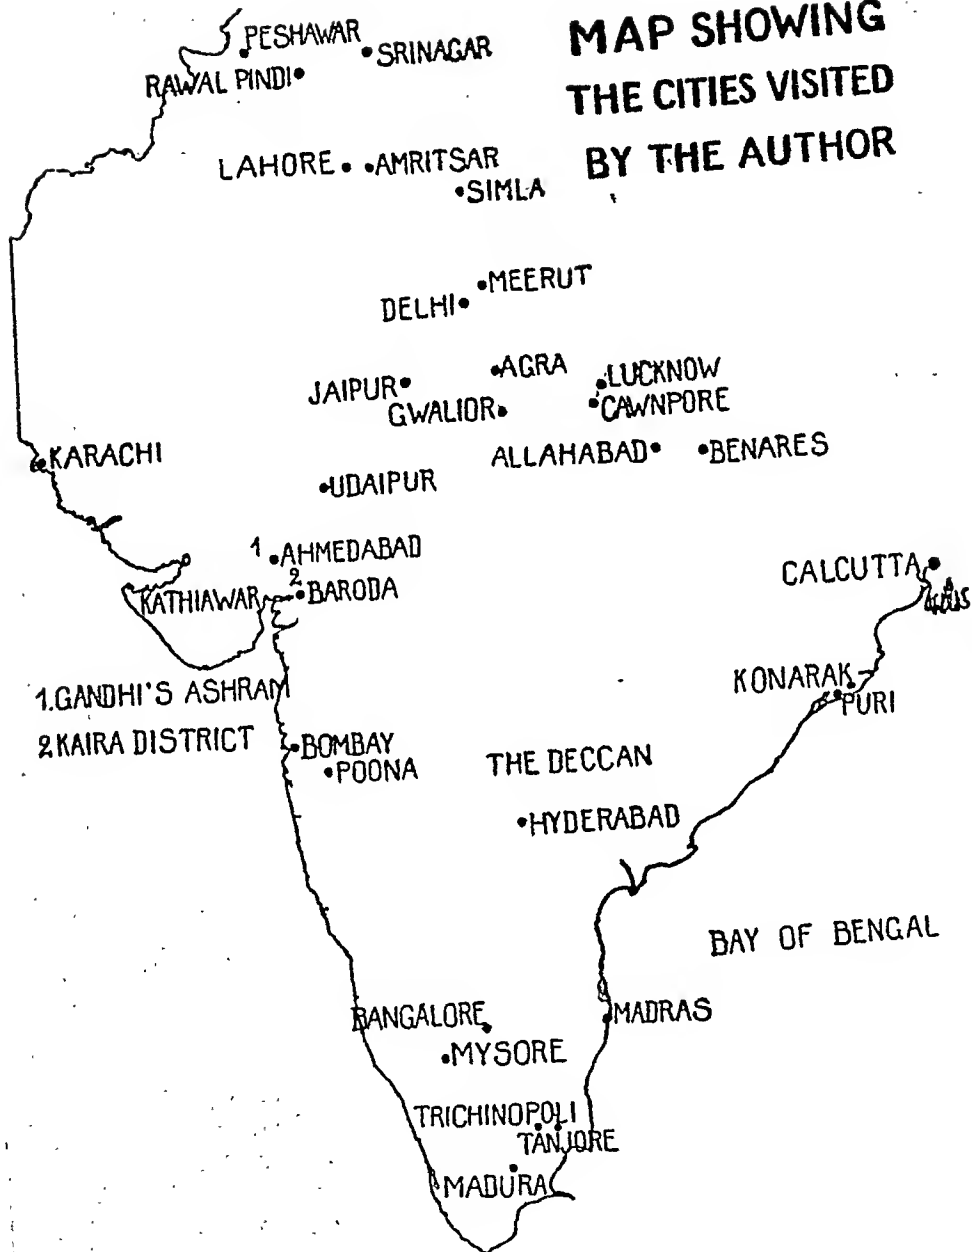 MAP SHOWING
THE CITIES VISITED
BY THE AUTHOR
PESHAWAR
SRINAGAR
RAWAL PINDI
LAHORE
AMRITSAR
SIMLA
MEERUT
DELHI
AGRA
LUCKNOW
JAIPUR
GWALIOR
CAWNPORE
KARACHI
ALLAHABAD
BENARES
UDAIPUR
1
AHMEDABAD
CALCUTTA
2
KATHIAWAR
BARODA
KONARAK
PURI
1.GANDHI'S ASHRAM
2 KAIRA DISTRICT
BOMBAY
POONA
THE DECCAN
HYDERABAD
BAY OF BENGAL
BANGALORE
MADRAS
MYSORE
TRICHINOPOLI
TANJORE
MADURA